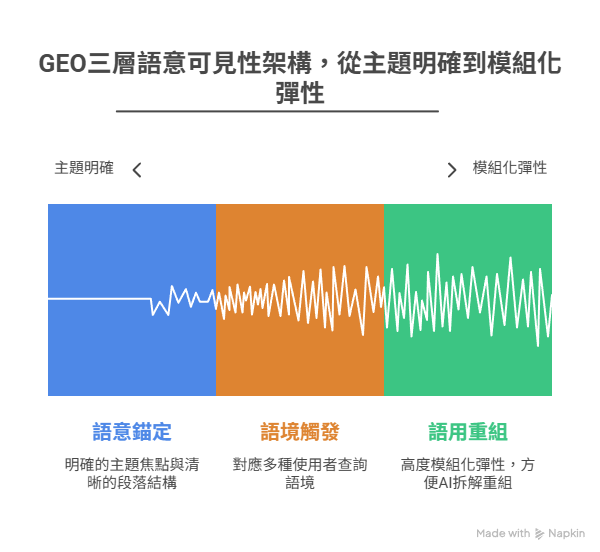 GEO三層語意可見性架構，從主題明確到模組化
彈性
主題明確
模組化彈性
語意錨定
語境觸發
語用重組
明確的主題焦點與清
晰的段落結構
對應多種使用者查詢
語境
高度模組化彈性，方
便AI拆解重組
Made with Napkin